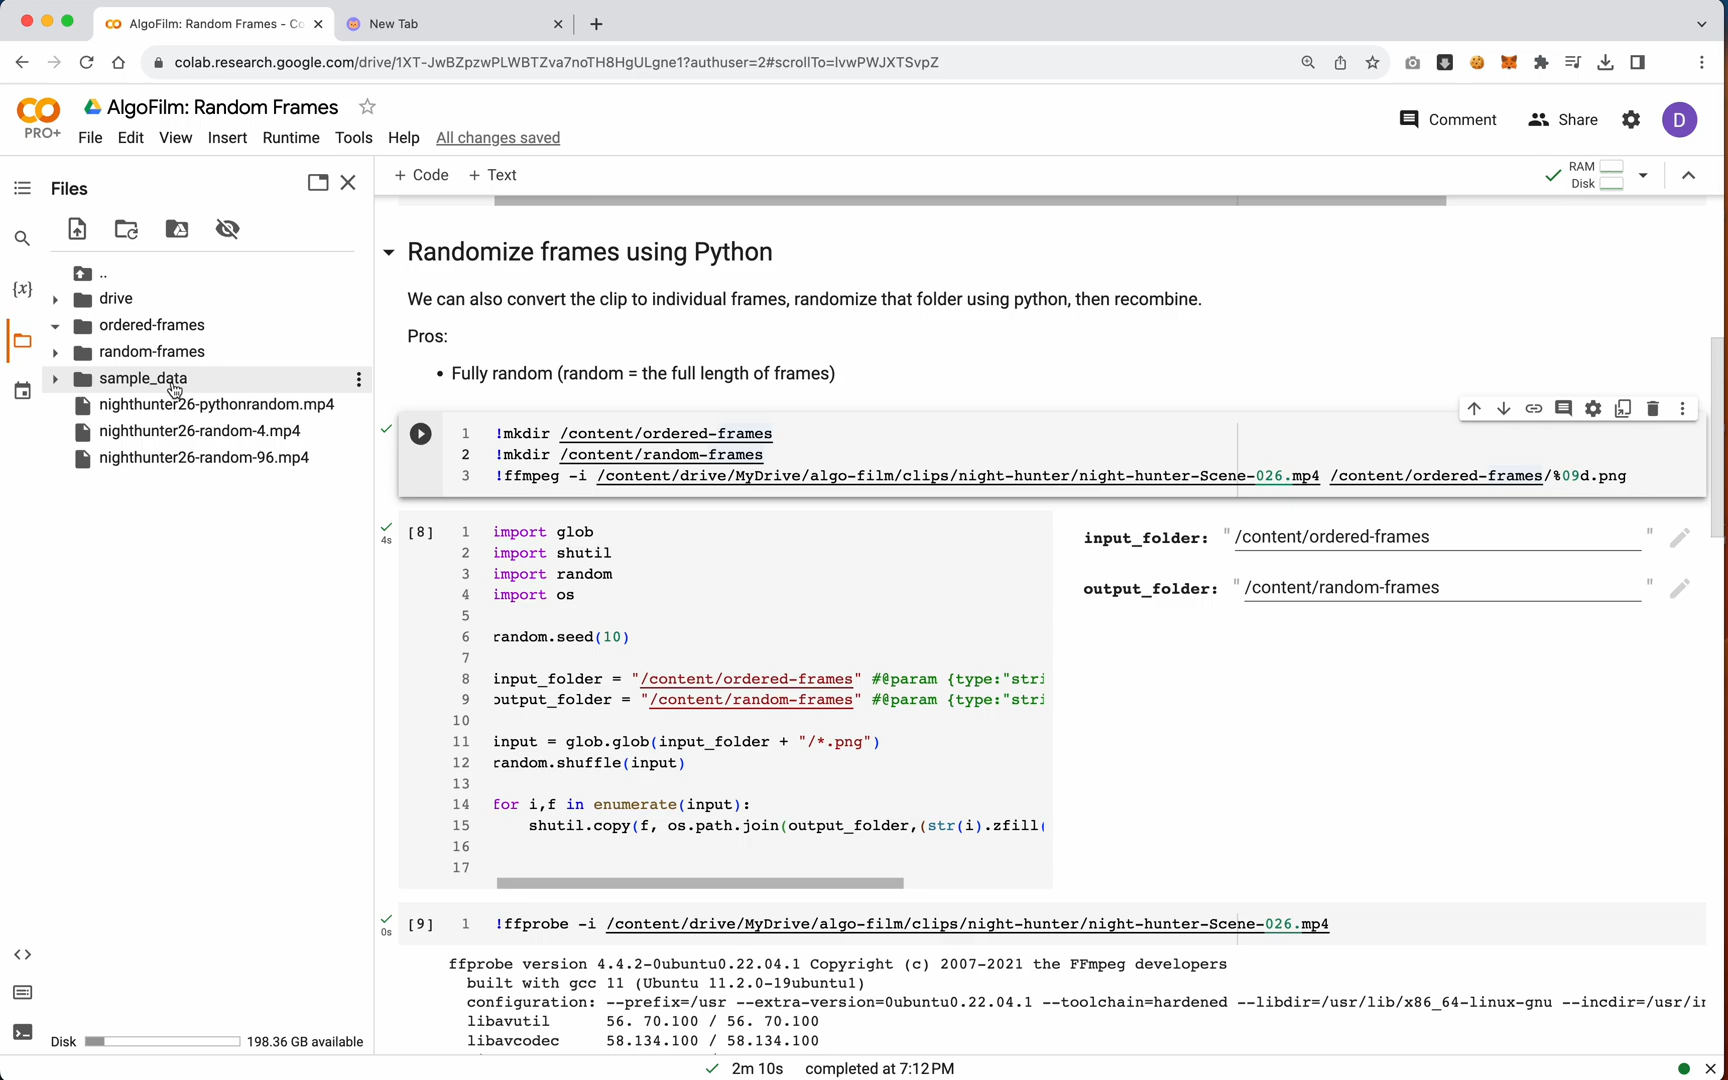 AlgoFilm: Random Frames - Co
New Tab
colab.research.google.com/drive/1XT-JwBZpzwPLWBTZva7noTH8HgULgne1?authuser=2#scrollTo=lvwPWJXTSvpZ
PRO+
AlgoFilm: Random Frames
File Edit View Insert Runtime Tools Help All changes saved
Comment
Share
D
Files
+ Code + Text
RAM
Disk
..
drive
ordered-frames
random-frames
sample_data
nighthunter26-pythonrandom.mp4
nighthunter26-random-4.mp4
nighthunter26-random-96.mp4
{x}
Randomize frames using Python
We can also convert the clip to individual frames, randomize that folder using python, then recombine.
Pros:
• Fully random (random = the full length of frames)
1 !mkdir /content/ordered-frames
2 !mkdir /content/random-frames
3 !ffmpeg -i /content/drive/MyDrive/algo-film/clips/night-hunter/night-hunter-Scene-026.mp4 /content/ordered-frames/%09d.png
4s
[8]
1 import glob
2 import shutil
3 import random
4 import os
5
6 random.seed(10)
7
8 input_folder = "/content/ordered-frames" #@param {type:"stri
9 output_folder = "/content/random-frames" #@param {type:"stri
10
11 input = glob.glob(input_folder + "/*.png")
12 random.shuffle(input)
13
14 for i,f in enumerate(input):
15 shutil.copy(f, os.path.join(output_folder,(str(i).zfill(
16
17
input_folder: "/content/ordered-frames"
output_folder: "/content/random-frames"
0s
[9] 1 !ffprobe -i /content/drive/MyDrive/algo-film/clips/night-hunter/night-hunter-Scene-026.mp4
ffprobe version 4.4.2-0ubuntu0.22.04.1 Copyright (c) 2007-2021 the FFmpeg developers
built with gcc 11 (Ubuntu 11.2.0-19ubuntu1)
configuration: --prefix=/usr --extra-version=0ubuntu0.22.04.1 --toolchain=hardened --libdir=/usr/lib/x86_64-linux-gnu --incdir=/usr/in
libavutil 56. 70.100 / 56. 70.100
libavcodec 58.134.100 / 58.134.100
Disk 198.36 GB available
2m 10s completed at 7:12 PM